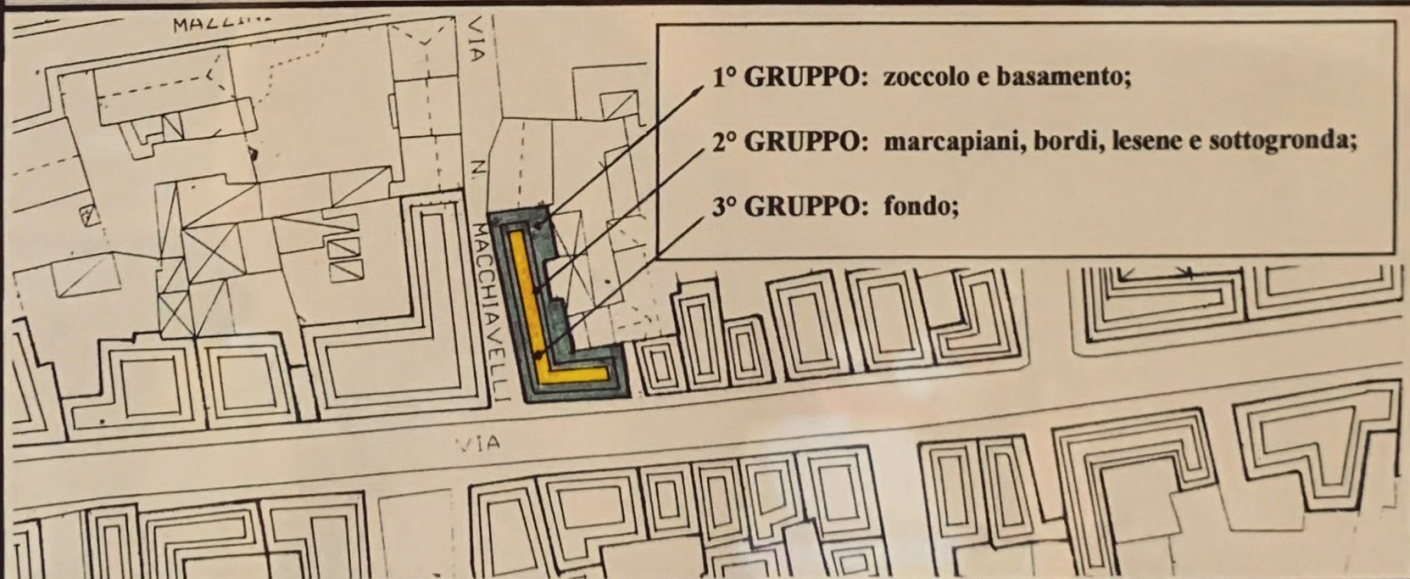 VIA
1° GRUPPO: zoccolo e basamento;
2° GRUPPO: marcapiani, bordi, lesene e sottogronda;
3° GRUPPO: fondo;
N.
MACCHIAVELLI
VIA